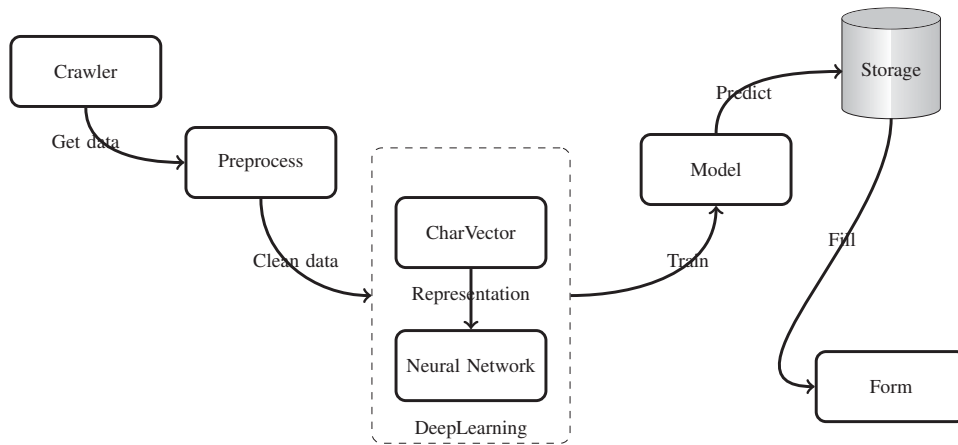 Crawler
Get data
Preprocess
Clean data
CharVector
Representation
Neural Network
DeepLearning
Train
Model
Predict
Storage
Fill
Form